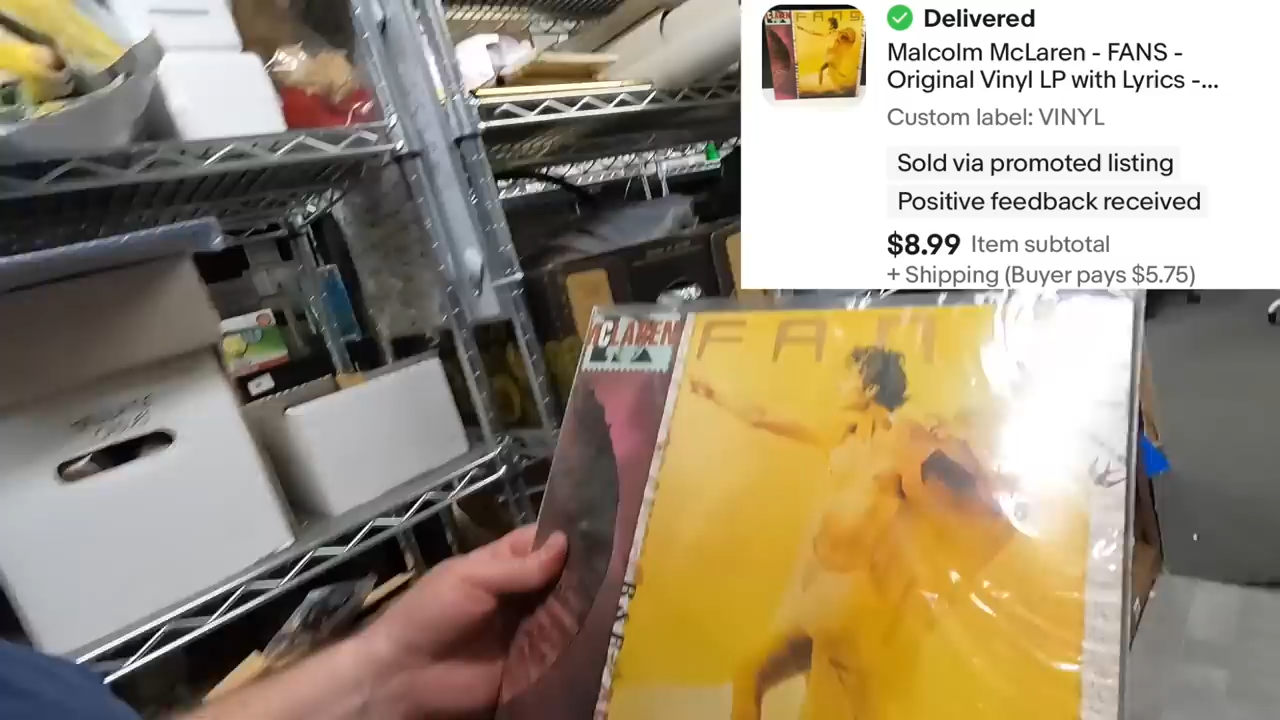 Delivered
Malcolm McLaren - FANS -
Original Vinyl LP with Lyrics -...
Custom label: VINYL
Sold via promoted listing
Positive feedback received
$8.99 Item subtotal
+ Shipping (Buyer pays $5.75)
McLAREN
FAN